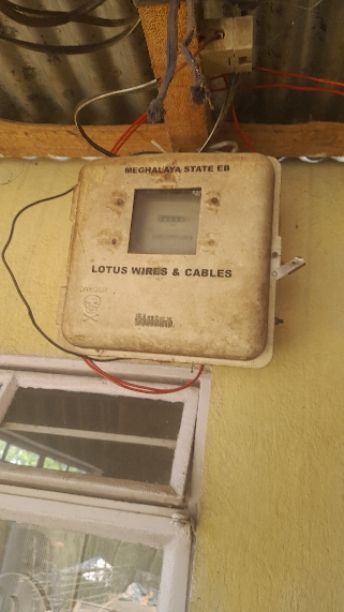 MEGHALAYA STATE EB
LOTUS WIRES & CABLES
DANGER